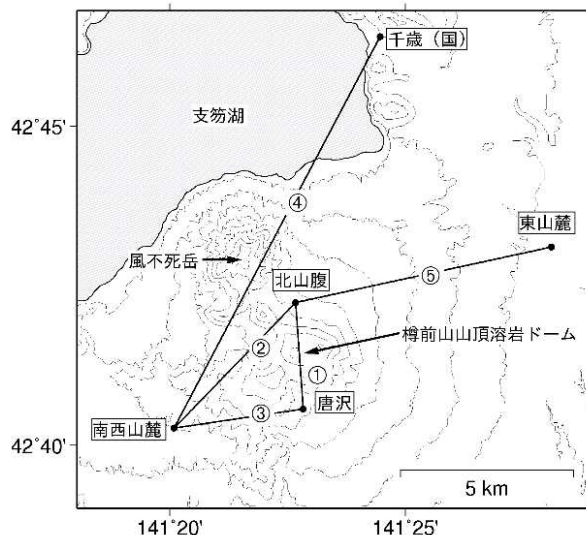 千歳（国）
42˚45'
支笏湖
④
東山麓
風不死岳
⑤
北山腹
樽前山山頂溶岩ドーム
②
①
唐沢
③
南西山麓
42˚40'
5 km
141˚20'
141˚25'